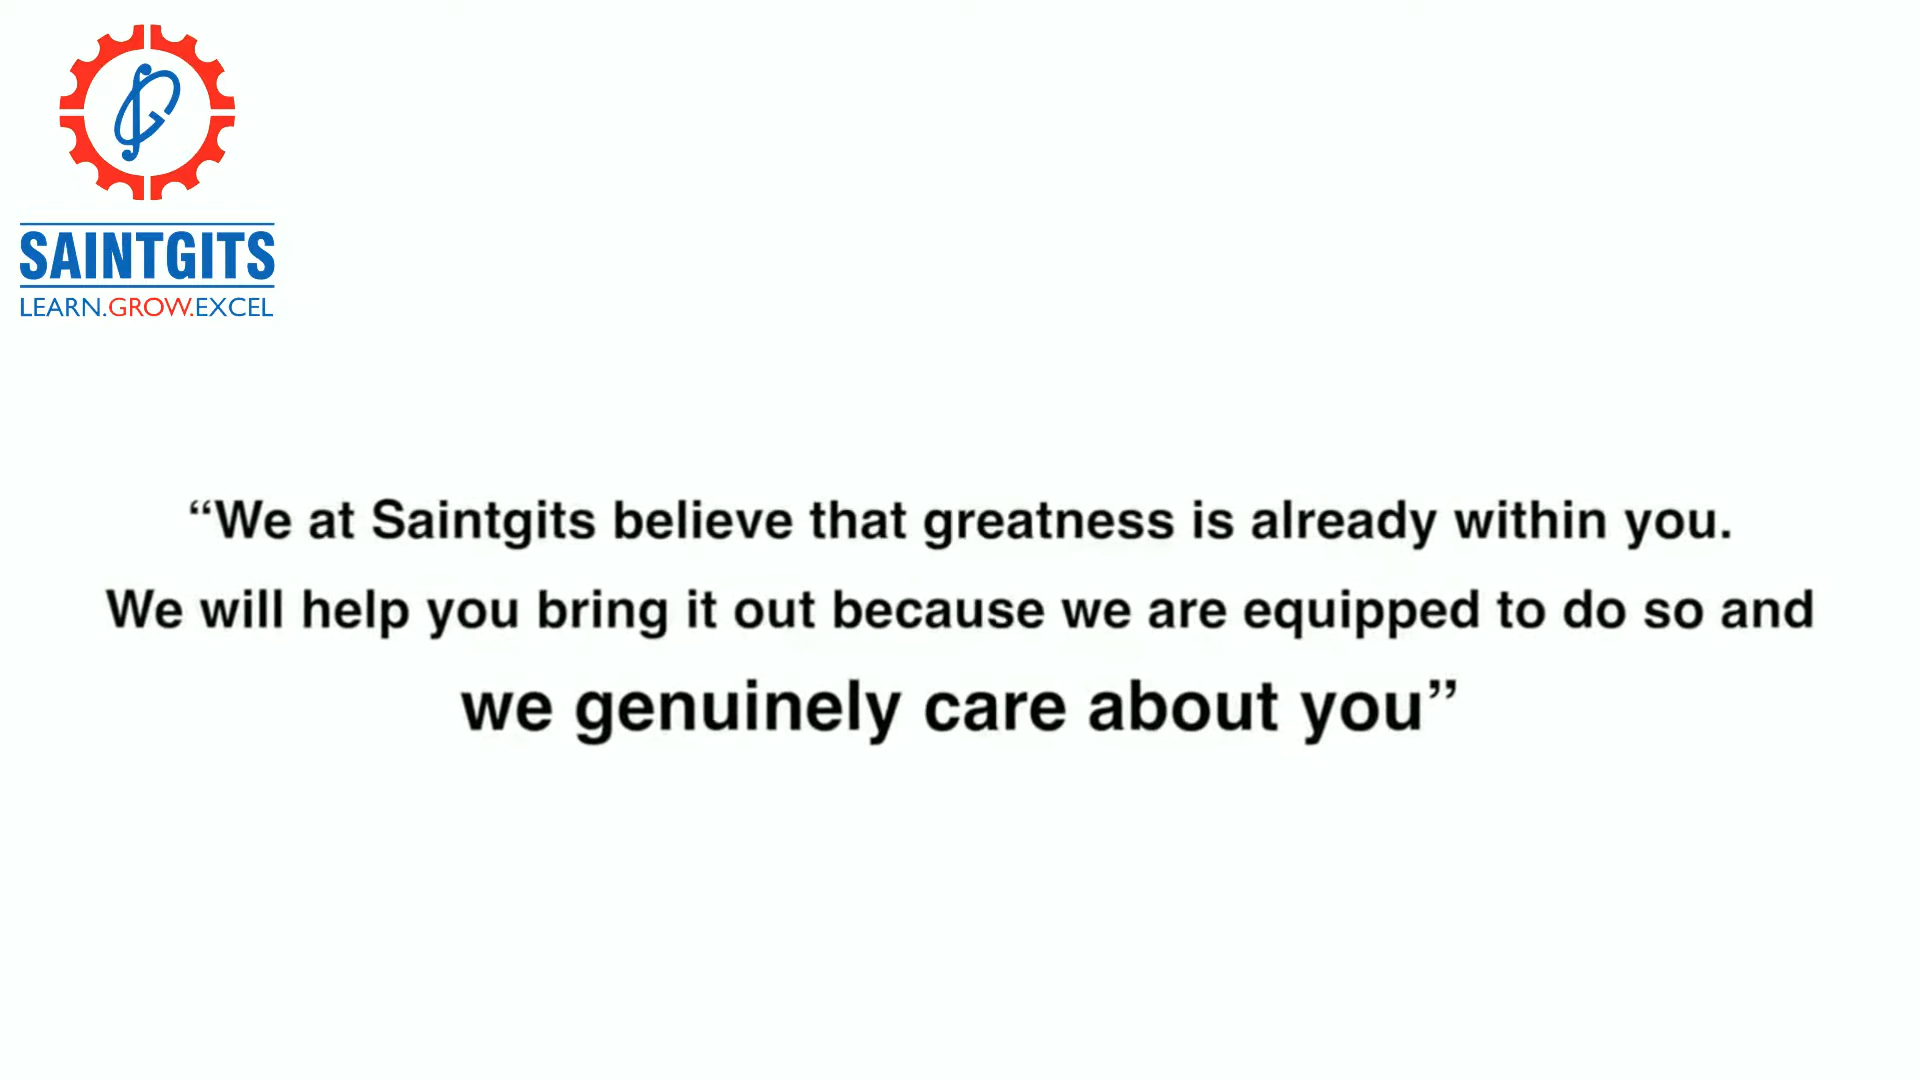 SAINTGITS
LEARN.GROW.EXCEL
“We at Saintgits believe that greatness is already within you.
We will help you bring it out because we are equipped to do so and
we genuinely care about you”